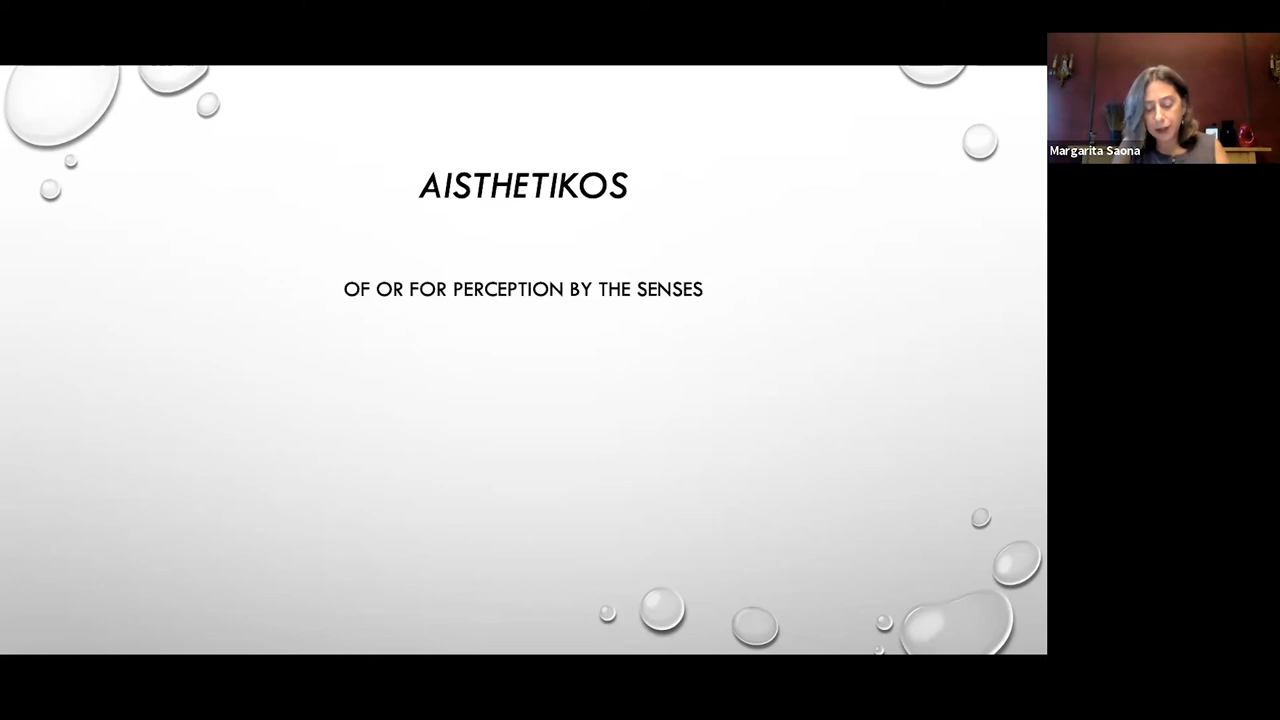 AISTHETIKOS
OF OR FOR PERCEPTION BY THE SENSES
Margarita Saona